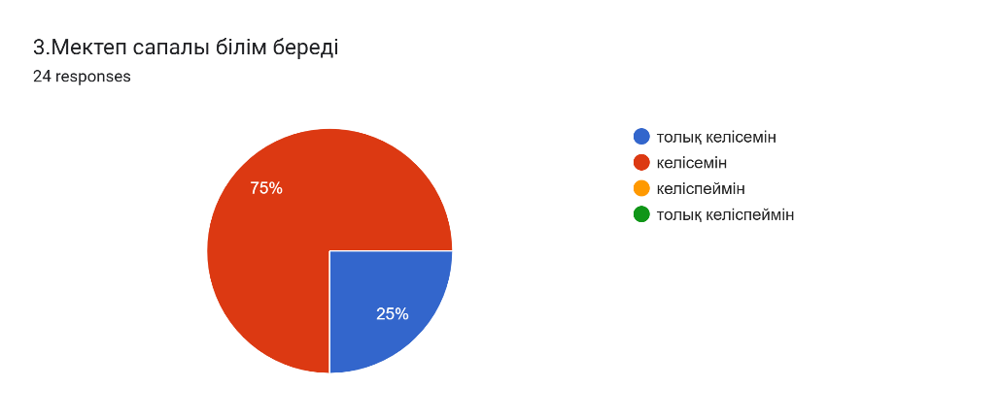 3.Мектеп сапалы білім береді
24 responses
толық келісемін
келісемін
келіспеймін
толық келіспеймін
75%
25%